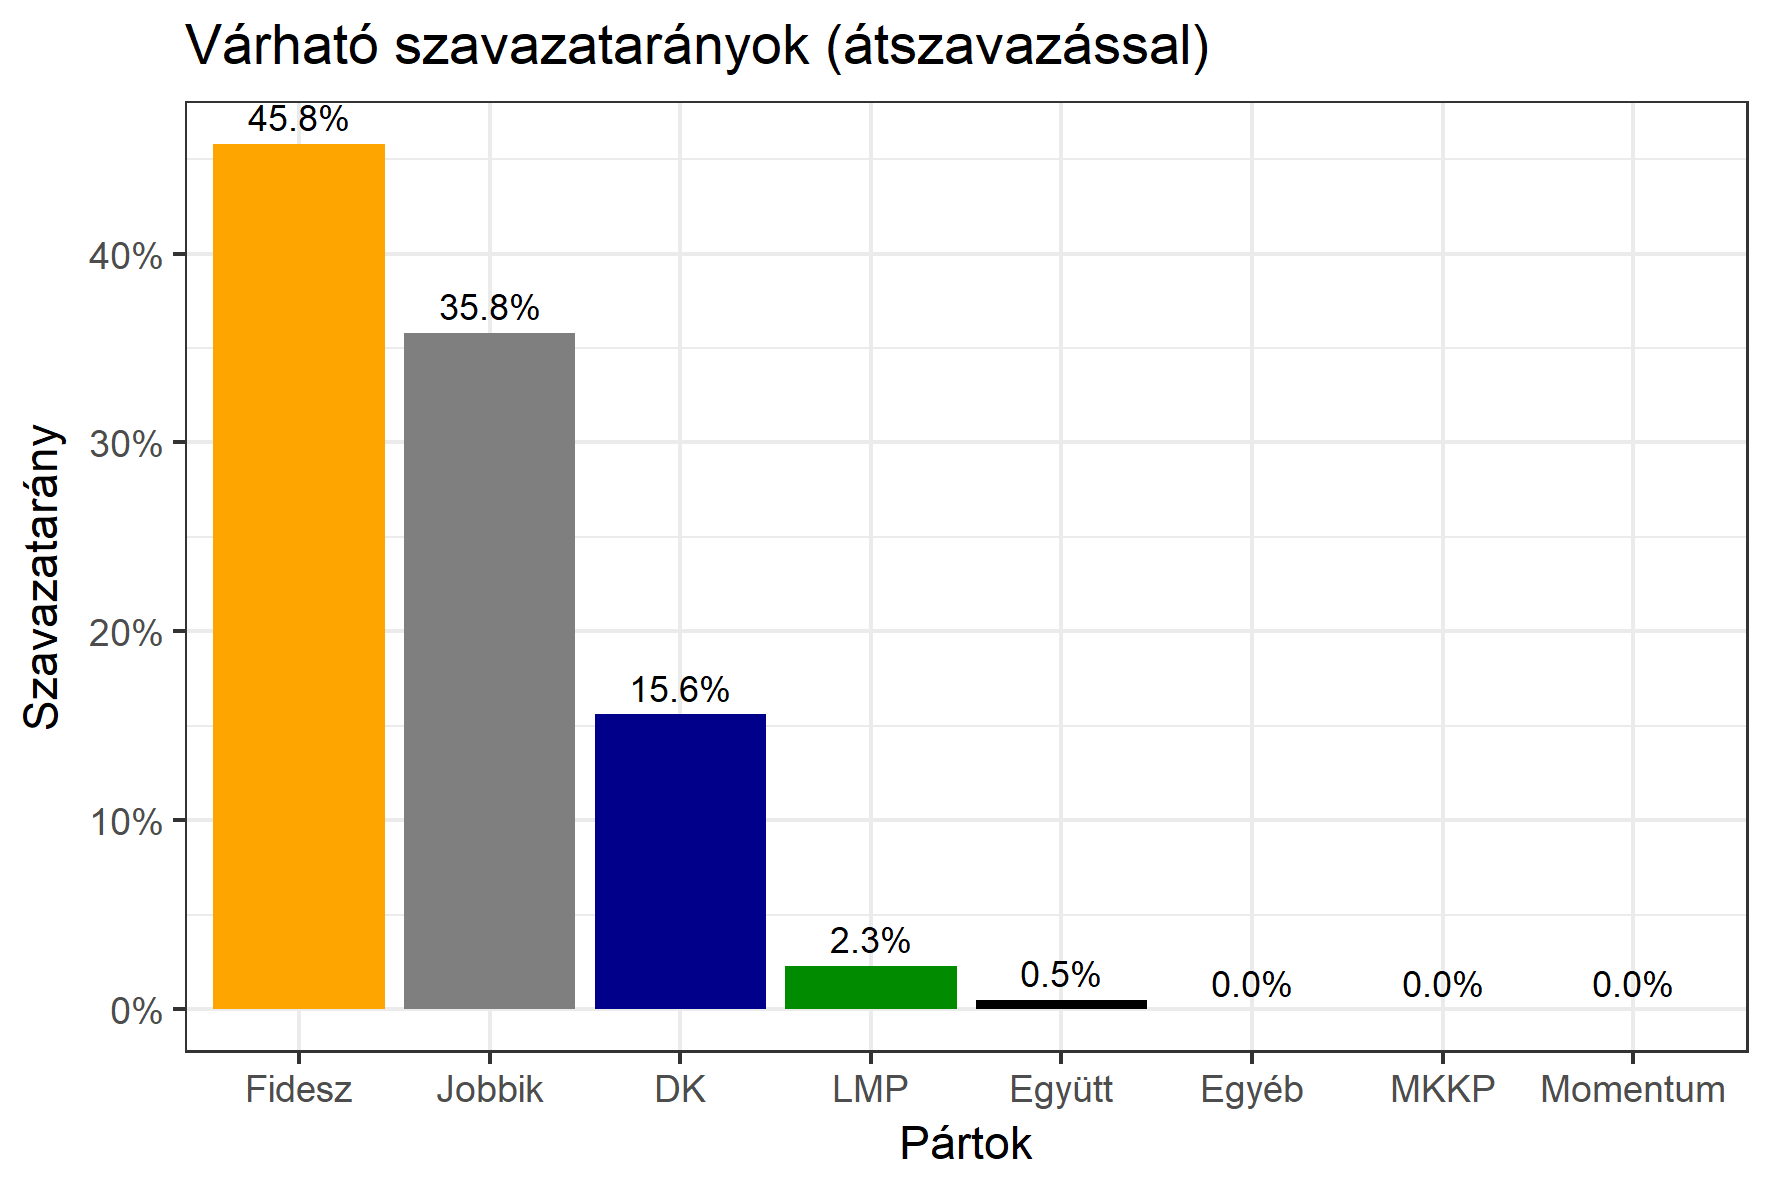 Várható szavazatarányok (átszavazással)
45.8%
35.8%
15.6%
2.3%
0.5%
0.0%
0.0%
0.0%
40%
30%
20%
10%
0%
Szavazatarány
Fidesz
Jobbik
DK
LMP
Együtt
Egyéb
MKKP
Momentum
Pártok